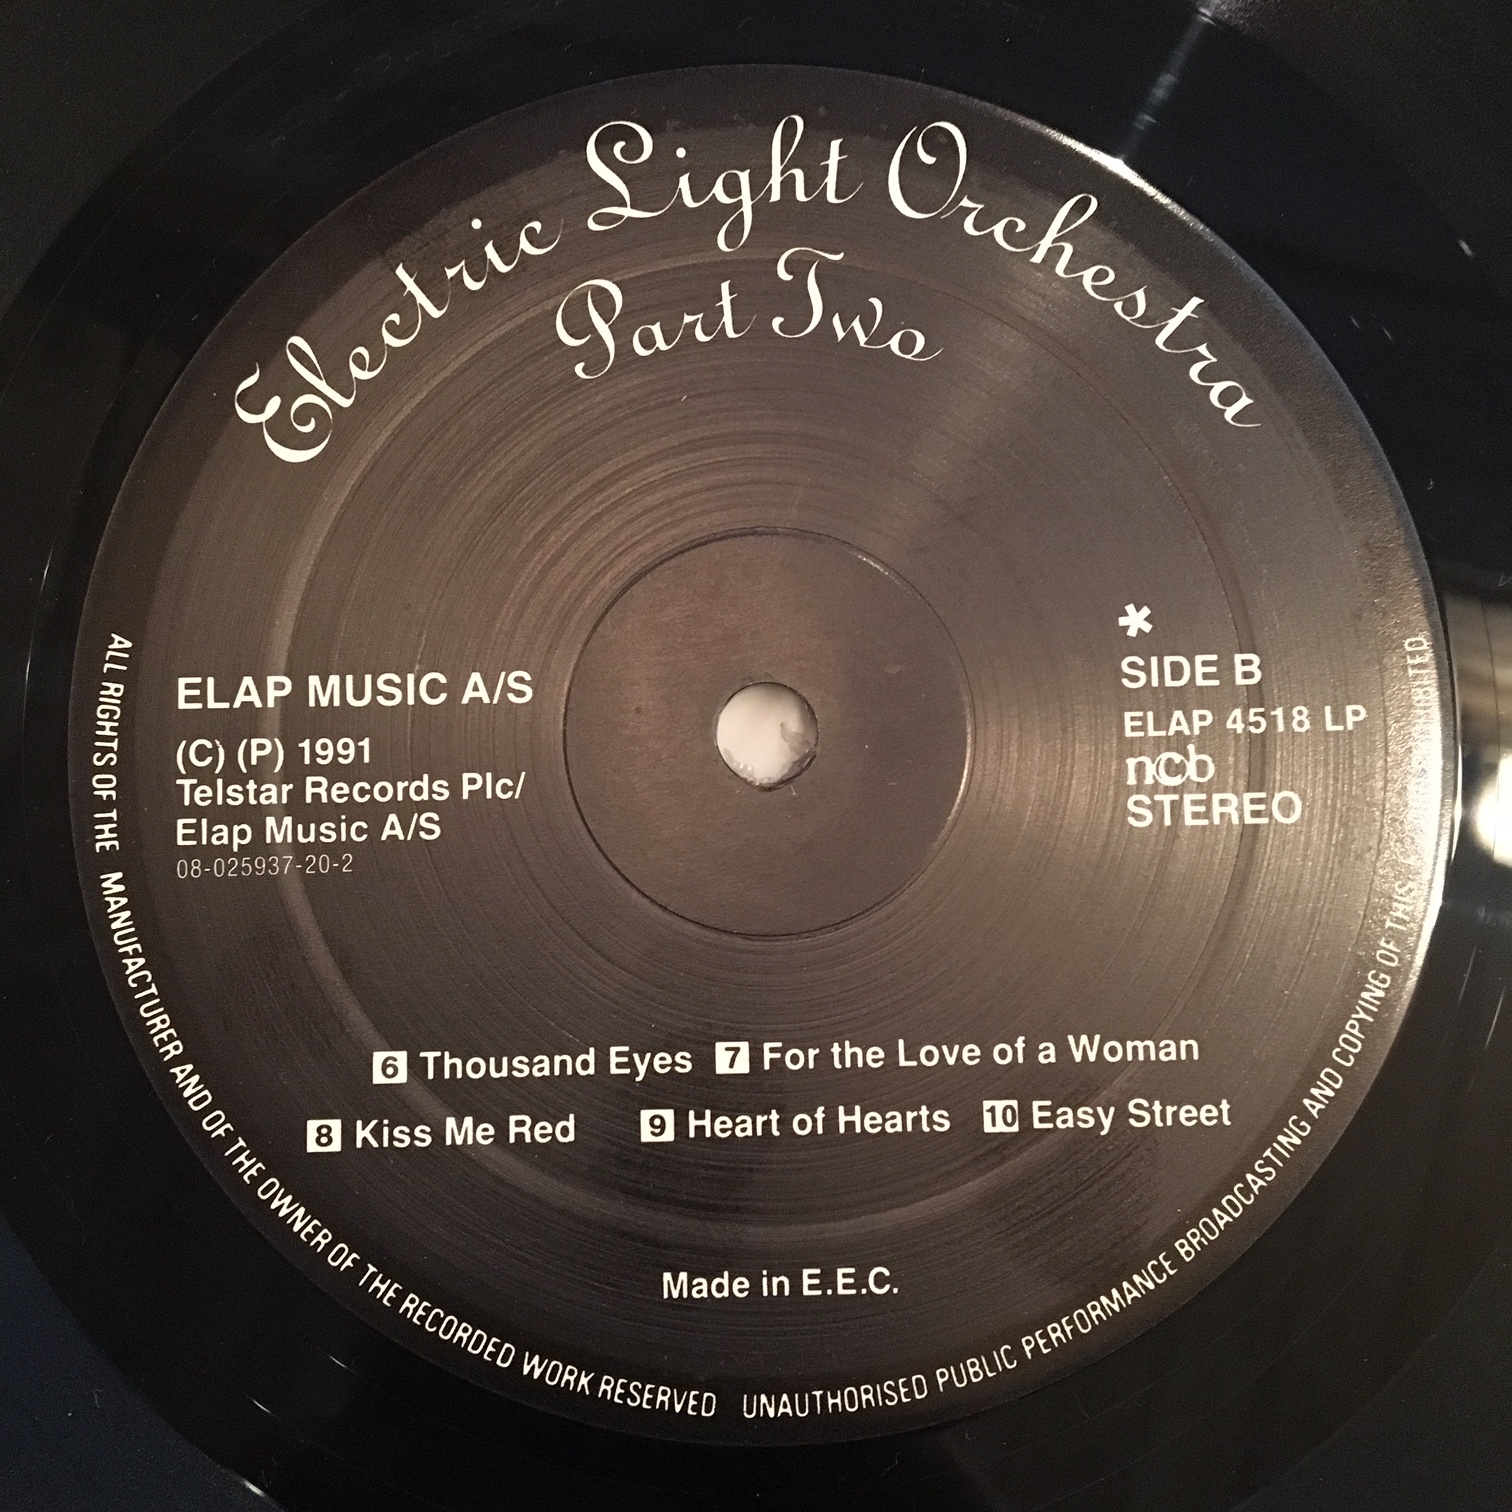 Electric Light Orchestra
Part Two
ELAP MUSIC A/S
(C) (P) 1991
Telstar Records Plc/
Elap Music A/S
08-025937-20-2
*
SIDE B
ELAP 4518 LP
ncb
STEREO
6 Thousand Eyes 7 For the Love of a Woman
8 Kiss Me Red 9 Heart of Hearts 10 Easy Street
Made in E.E.C.
ALL RIGHTS OF THE MANUFACTURER AND OF THE OWNER OF THE RECORDED WORK RESERVED UNAUTHORISED PUBLIC PERFORMANCE BROADCASTING AND COPYING OF THIS